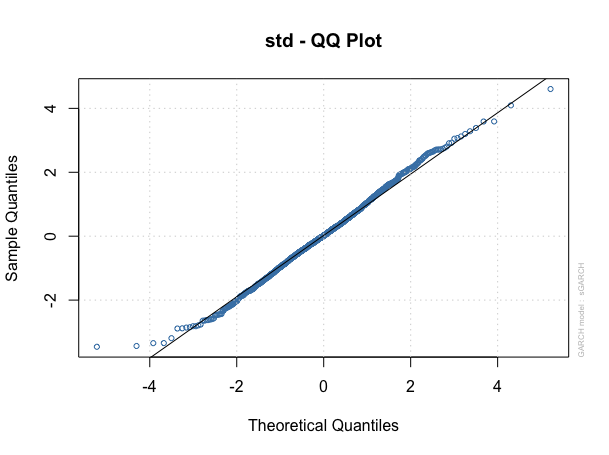 std - QQ Plot
Sample Quantiles
4
2
0
-2
-4
-2
0
2
4
Theoretical Quantiles
GARCH model : sGARCH